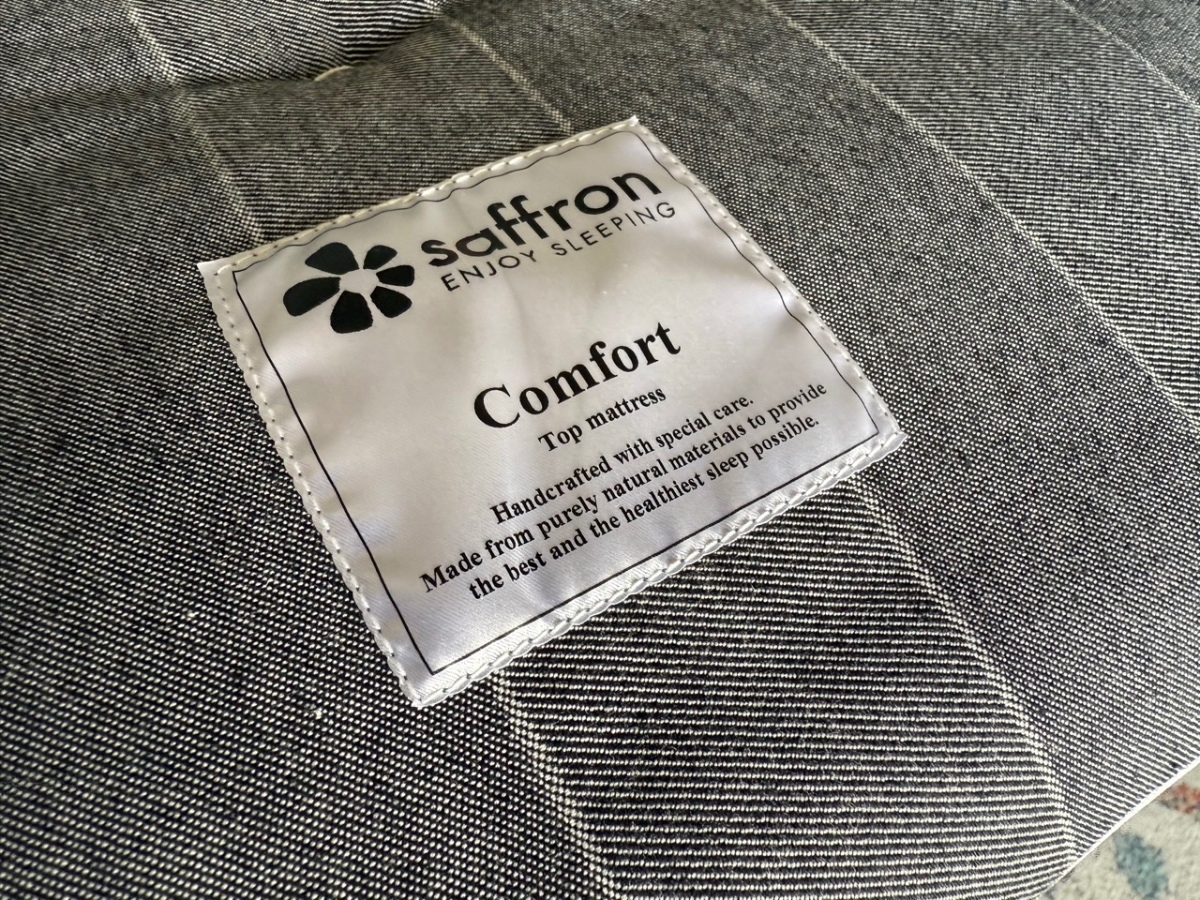 saffron
ENJOY SLEEPING
Comfort
Top mattress
Handcrafted with special care.
Made from purely natural materials to provide
the best and the healthiest sleep possible.